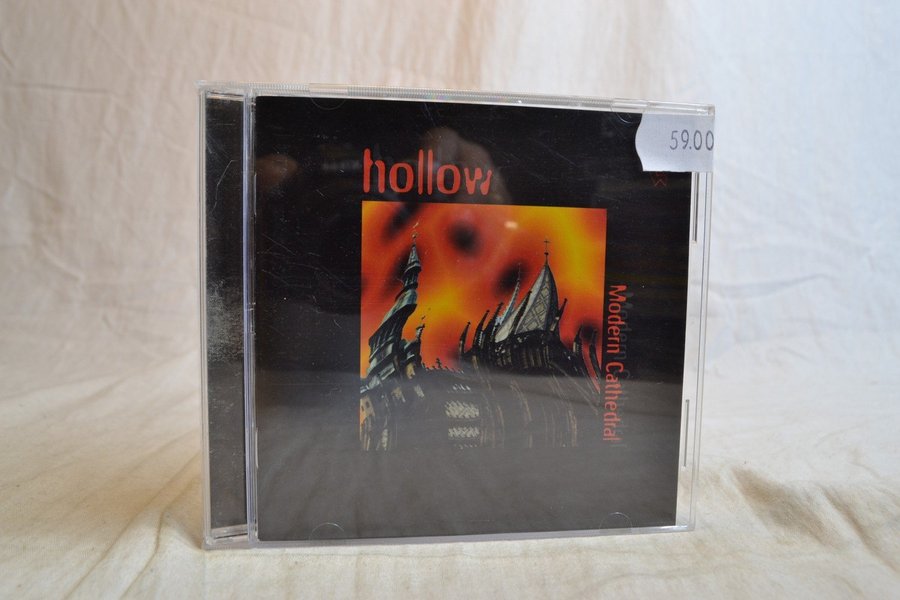 hollow
59.00
Modern Cathedral